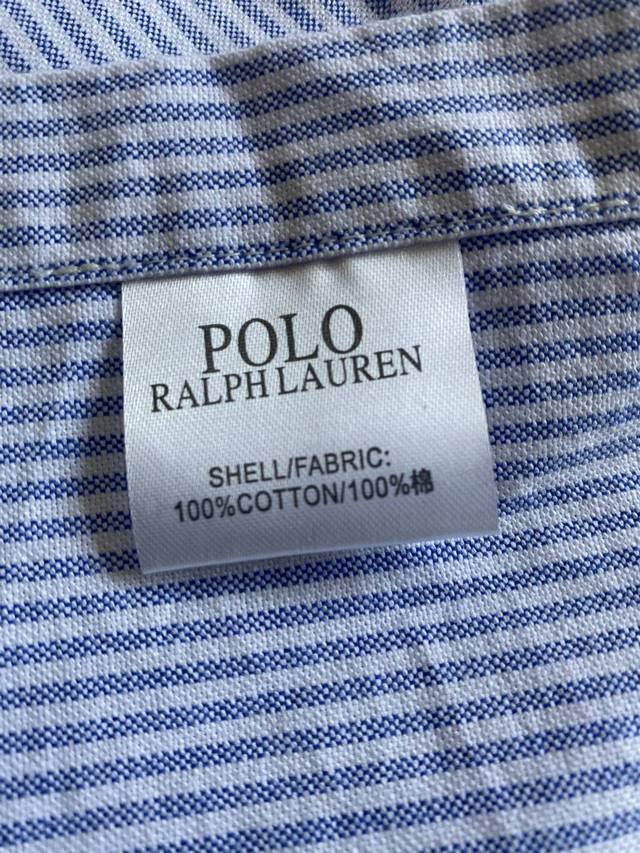 POLO
RALPH LAUREN
SHELL/FABRIC:
100%COTTON/100%棉